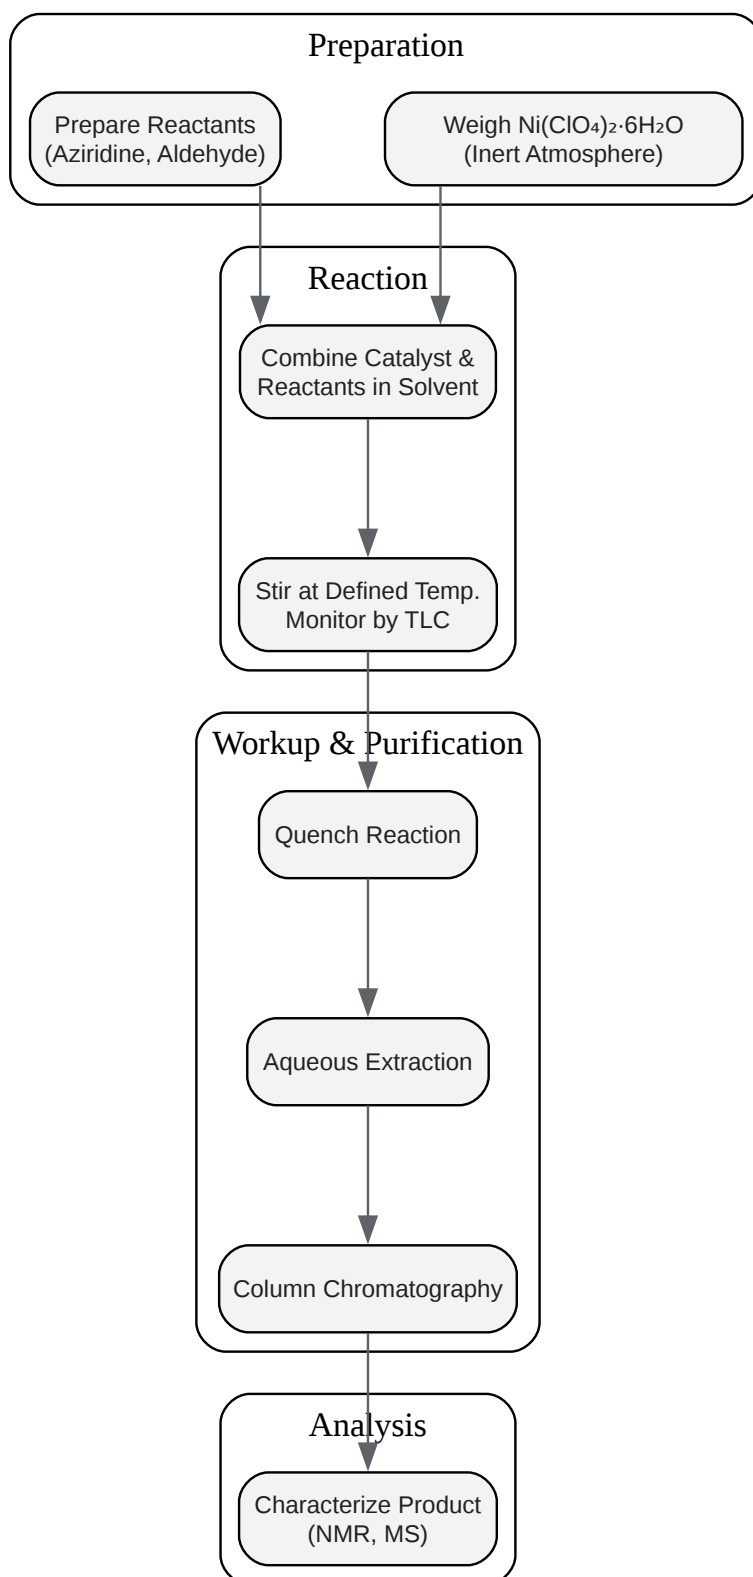 Preparation
Prepare Reactants
(Aziridine, Aldehyde)
Weigh Ni(ClO₄)₂·6H₂O
(Inert Atmosphere)
Reaction
Combine Catalyst &
Reactants in Solvent
Stir at Defined Temp.
Monitor by TLC
Workup & Purification
Quench Reaction
Aqueous Extraction
Column Chromatography
Analysis
Characterize Product
(NMR, MS)